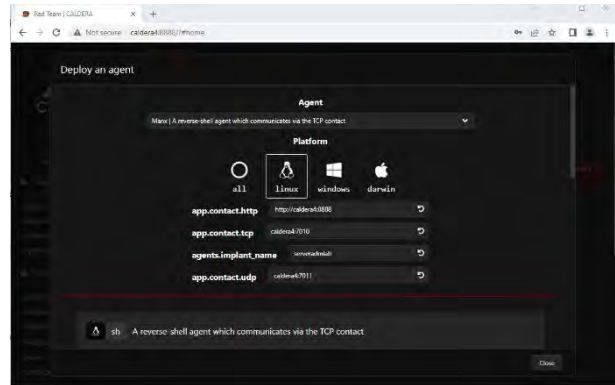 Red Team | CALDERA
Not secure caldera4:8888/#home
Deploy an agent
Agent
Manx | A reverse-shell agent which communicates via the TCP contact
Platform
all linux windows darwin
app.contact.http http://caldera4:8888
app.contact.tcp caldera4:7010
agents.implant_name
app.contact.udp caldera4:7011
sh A reverse-shell agent which communicates via the TCP contact
Close